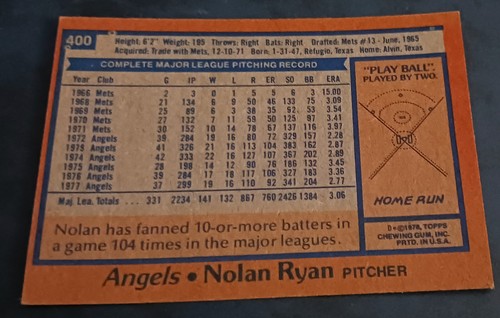 400
Height: 6'2" Weight: 195 Throws: Right Bats: Right Drafted: Mets #13 - June, 1965
Acquired: Trade with Mets, 12-10-71 Born: 1-31-47, Refugio, Texas Home: Alvin, Texas
COMPLETE MAJOR LEAGUE PITCHING RECORD
Year Club G IP W L R ER SO BB ERA
1966 Mets 2 3 0 1 5 5 6 3 15.00
1968 Mets 21 134 6 9 50 46 133 75 3.09
1969 Mets 25 89 6 3 38 35 92 53 3.54
1970 Mets 27 132 7 11 59 50 125 97 3.41
1971 Mets 30 152 10 14 78 67 137 116 3.97
1972 Angels 39 284 19 16 80 72 329 157 2.28
1973 Angels 41 326 21 16 113 104 383 162 2.87
1974 Angels 42 333 22 16 127 107 367 202 2.89
1975 Angels 28 198 14 12 90 76 186 132 3.45
1976 Angels 39 284 17 18 117 106 327 183 3.36
1977 Angels 37 299 19 16 110 92 341 204 2.77
Maj. Lea. Totals 331 2234 141 132 867 760 2426 1384 3.06
Nolan has fanned 10-or-more batters in
a game 104 times in the major leagues.
"PLAY BALL"
PLAYED BY TWO.
HOME RUN
D*©1978, TOPPS
CHEWING GUM, INC.
PRTD. IN U.S.A.
Angels • Nolan Ryan PITCHER